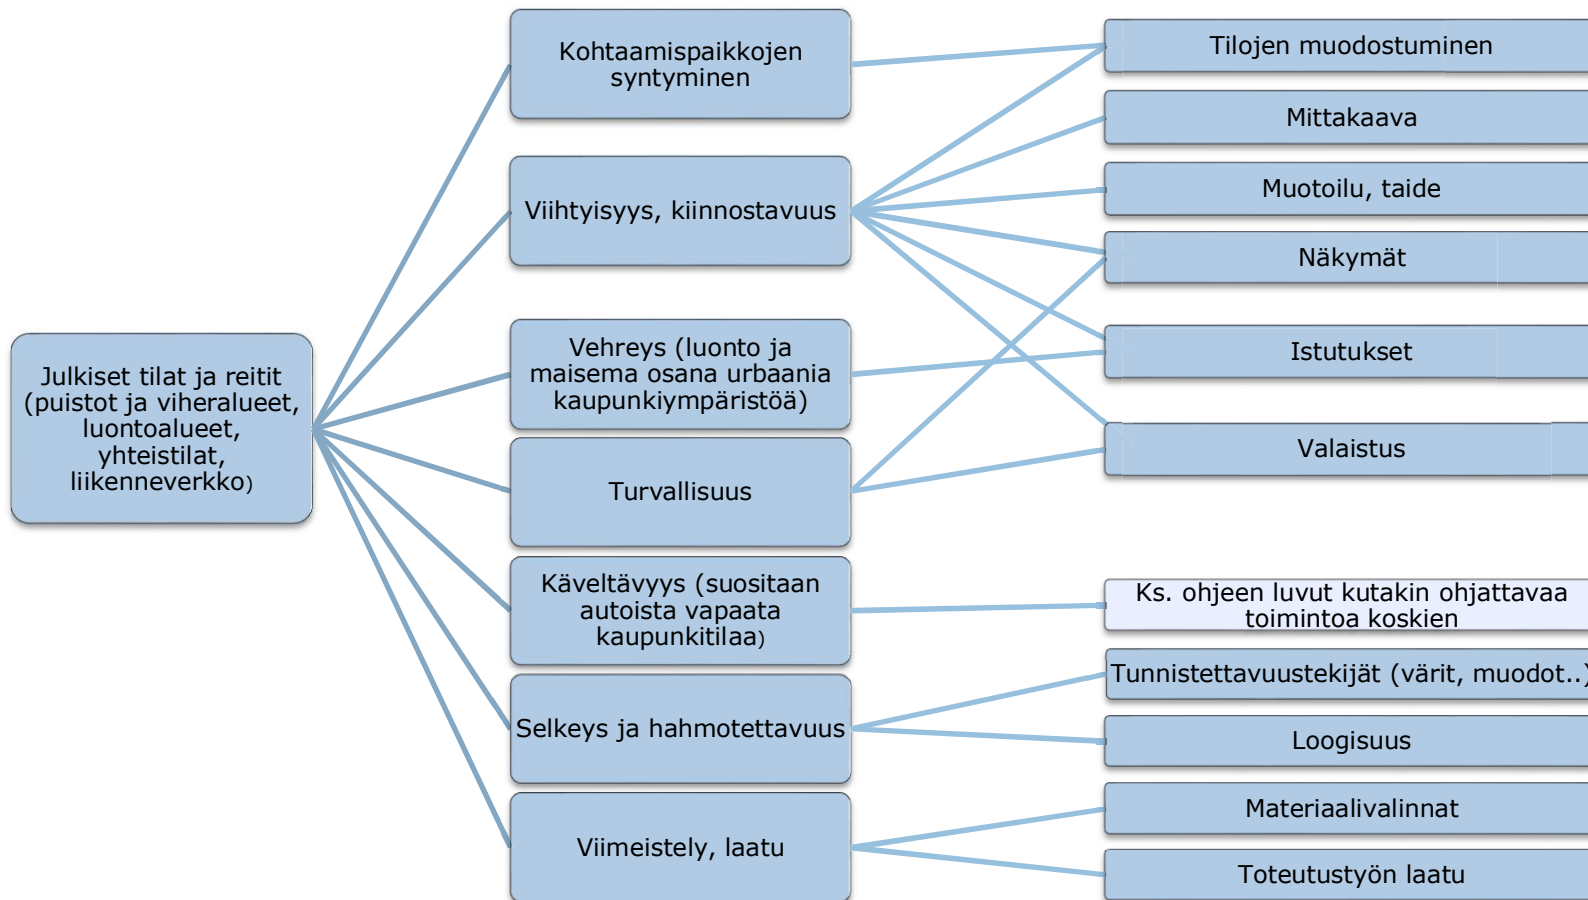 Julkiset tilat ja reitit
(puistot ja viheralueet,
luontoalueet,
yhteistilat,
liikenneverkko)
Kohtaamispaikkojen
syntyminen
Viihtyisyys, kiinnostavuus
Vehreys (luonto ja
maisema osana urbaania
kaupunkiympäristöä)
Turvallisuus
Käveltävyys (suositaan
autoista vapaata
kaupunkitilaa)
Selkeys ja hahmotettavuus
Viimeistely, laatu
Tilojen muodostuminen
Mittakaava
Muotoilu, taide
Näkymät
Istutukset
Valaistus
Ks. ohjeen luvut kutakin ohjattavaa
toimintoa koskien
Tunnistettavuustekijät (värit, muodot..)
Loogisuus
Materiaalivalinnat
Toteutustyön laatu